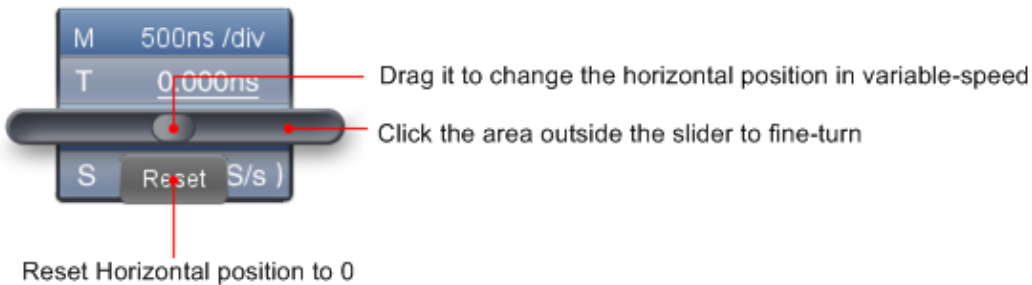 M 500ns /div
T 0.000ns
Drag it to change the horizontal position in variable-speed
Click the area outside the slider to fine-turn
S Reset S/s )
Reset Horizontal position to 0